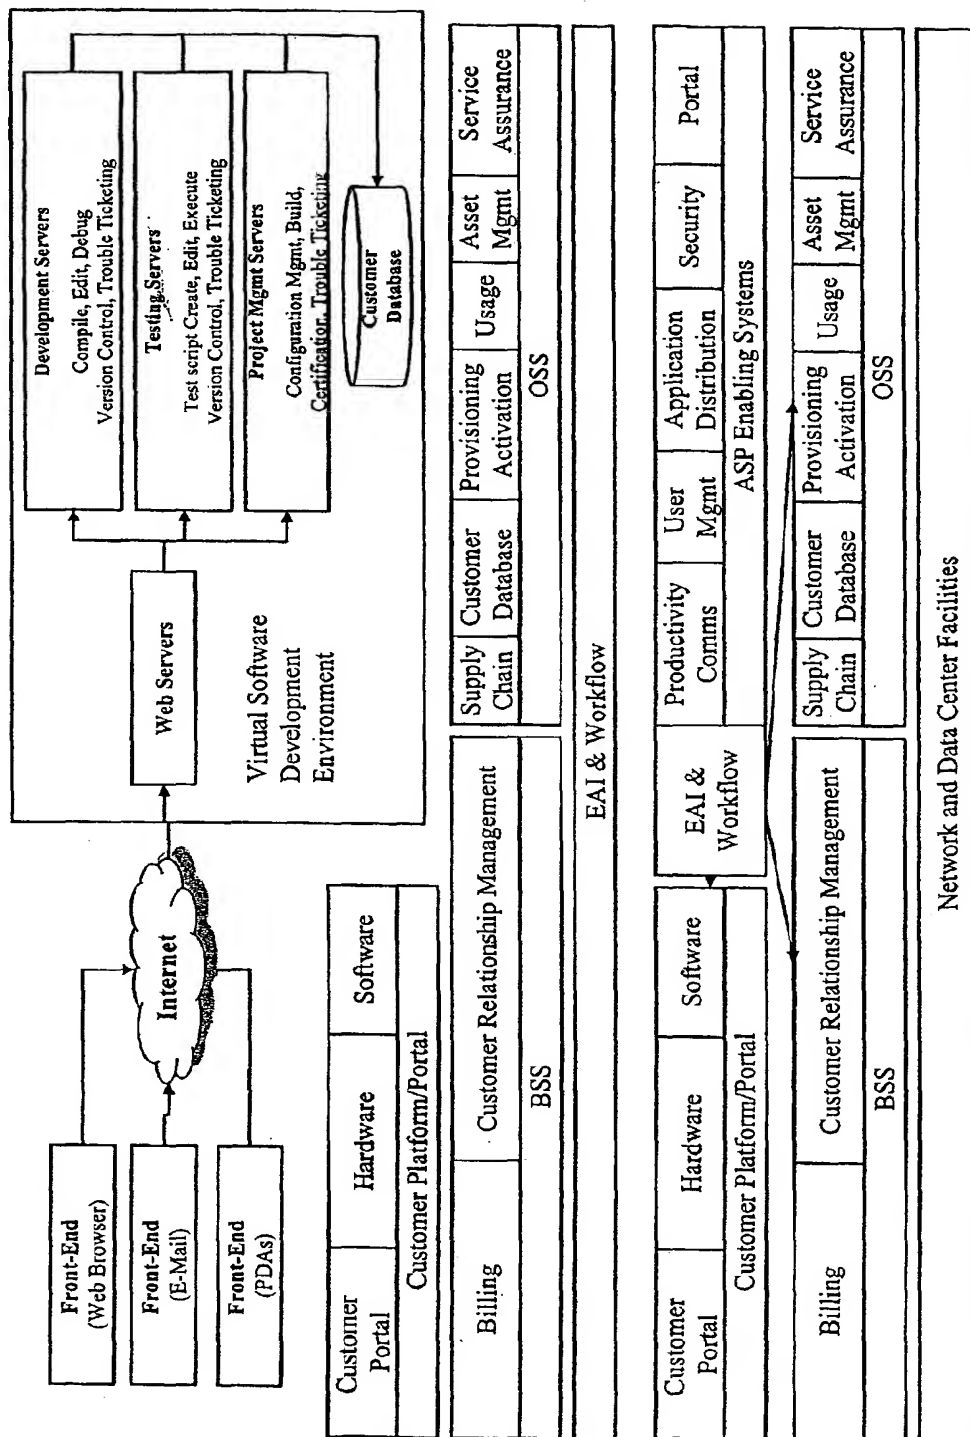 Front-End
(Web Browser)
Front-End
(E-Mail)
Front-End
(PDAs)
Internet
Web Servers
Virtual Software
Development
Environment
Development Servers
Compile, Edit, Debug
Version Control, Trouble Ticketing
Testing Servers
Test script Create, Edit, Execute
Version Control, Trouble Ticketing
Project Mgmt Servers
Configuration Mgmt, Build,
Certification, Trouble Ticketing
Customer
Database
Customer
Portal
Hardware
Software
Customer Platform/Portal
Billing
Customer Relationship Management
BSS
Supply
Chain
Customer
Database
Provisioning
Activation
Usage
Asset
Mgmt
Service
Assurance
OSS
EAI & Workflow
Customer
Portal
Hardware
Software
Customer Platform/Portal
EAI &
Workflow
Productivity
Comms
User
Mgmt
Application
Distribution
Security
Portal
ASP Enabling Systems
Billing
Customer Relationship Management
BSS
Supply
Chain
Customer
Database
Provisioning
Activation
Usage
Asset
Mgmt
Service
Assurance
OSS
Network and Data Center Facilities